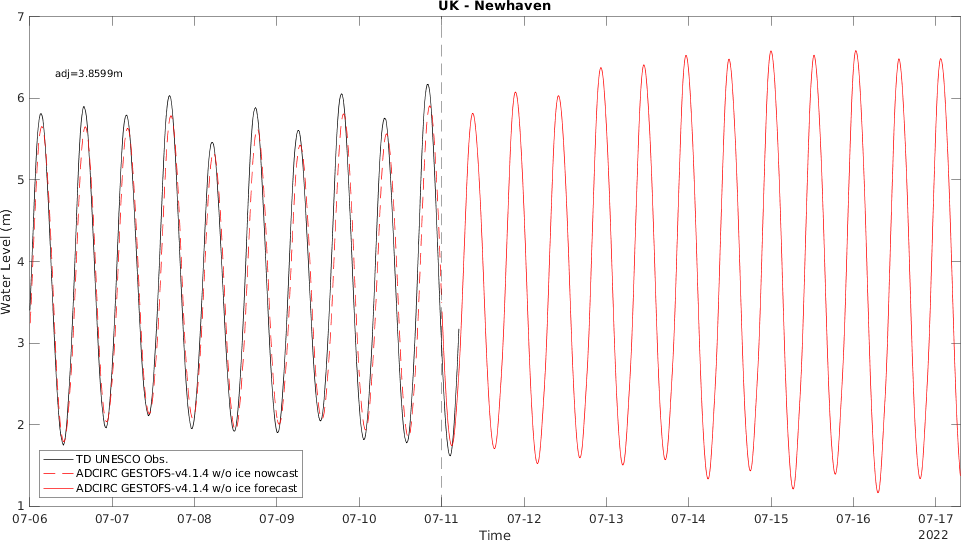 UK - Newhaven
7
adj=3.8599m
6
5
4
3
2
1
Water Level (m)
TD UNESCO Obs.
ADCIRC GESTOFS-v4.1.4 w/o ice nowcast
ADCIRC GESTOFS-v4.1.4 w/o ice forecast
07-06 07-07 07-08 07-09 07-10 07-11 07-12 07-13 07-14 07-15 07-16 07-17
Time
2022